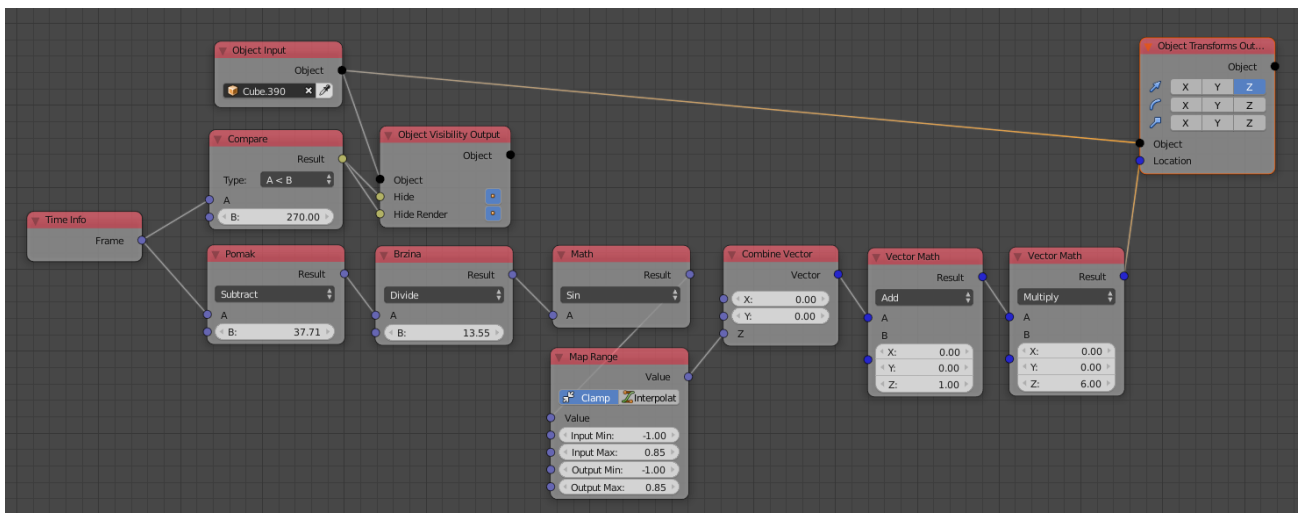 Object Input
Object
Cube.390
Compare
Result
Type: A < B
A
B: 270.00
Object Visibility Output
Object
Object
Hide
Hide Render
Object Transforms Out...
Object
X Y Z
X Y Z
X Y Z
Object
Location
Time Info
Frame
Pomak
Result
Subtract
A
B: 37.71
Brzina
Result
Divide
A
B: 13.55
Math
Result
Sin
A
Map Range
Value
Clamp Interpolat
Value
Input Min: -1.00
Input Max: 0.85
Output Min: -1.00
Output Max: 0.85
Combine Vector
Vector
X: 0.00
Y: 0.00
Z
Vector Math
Result
Add
A
B
X: 0.00
Y: 0.00
Z: 1.00
Vector Math
Result
Multiply
A
B
X: 0.00
Y: 0.00
Z: 6.00